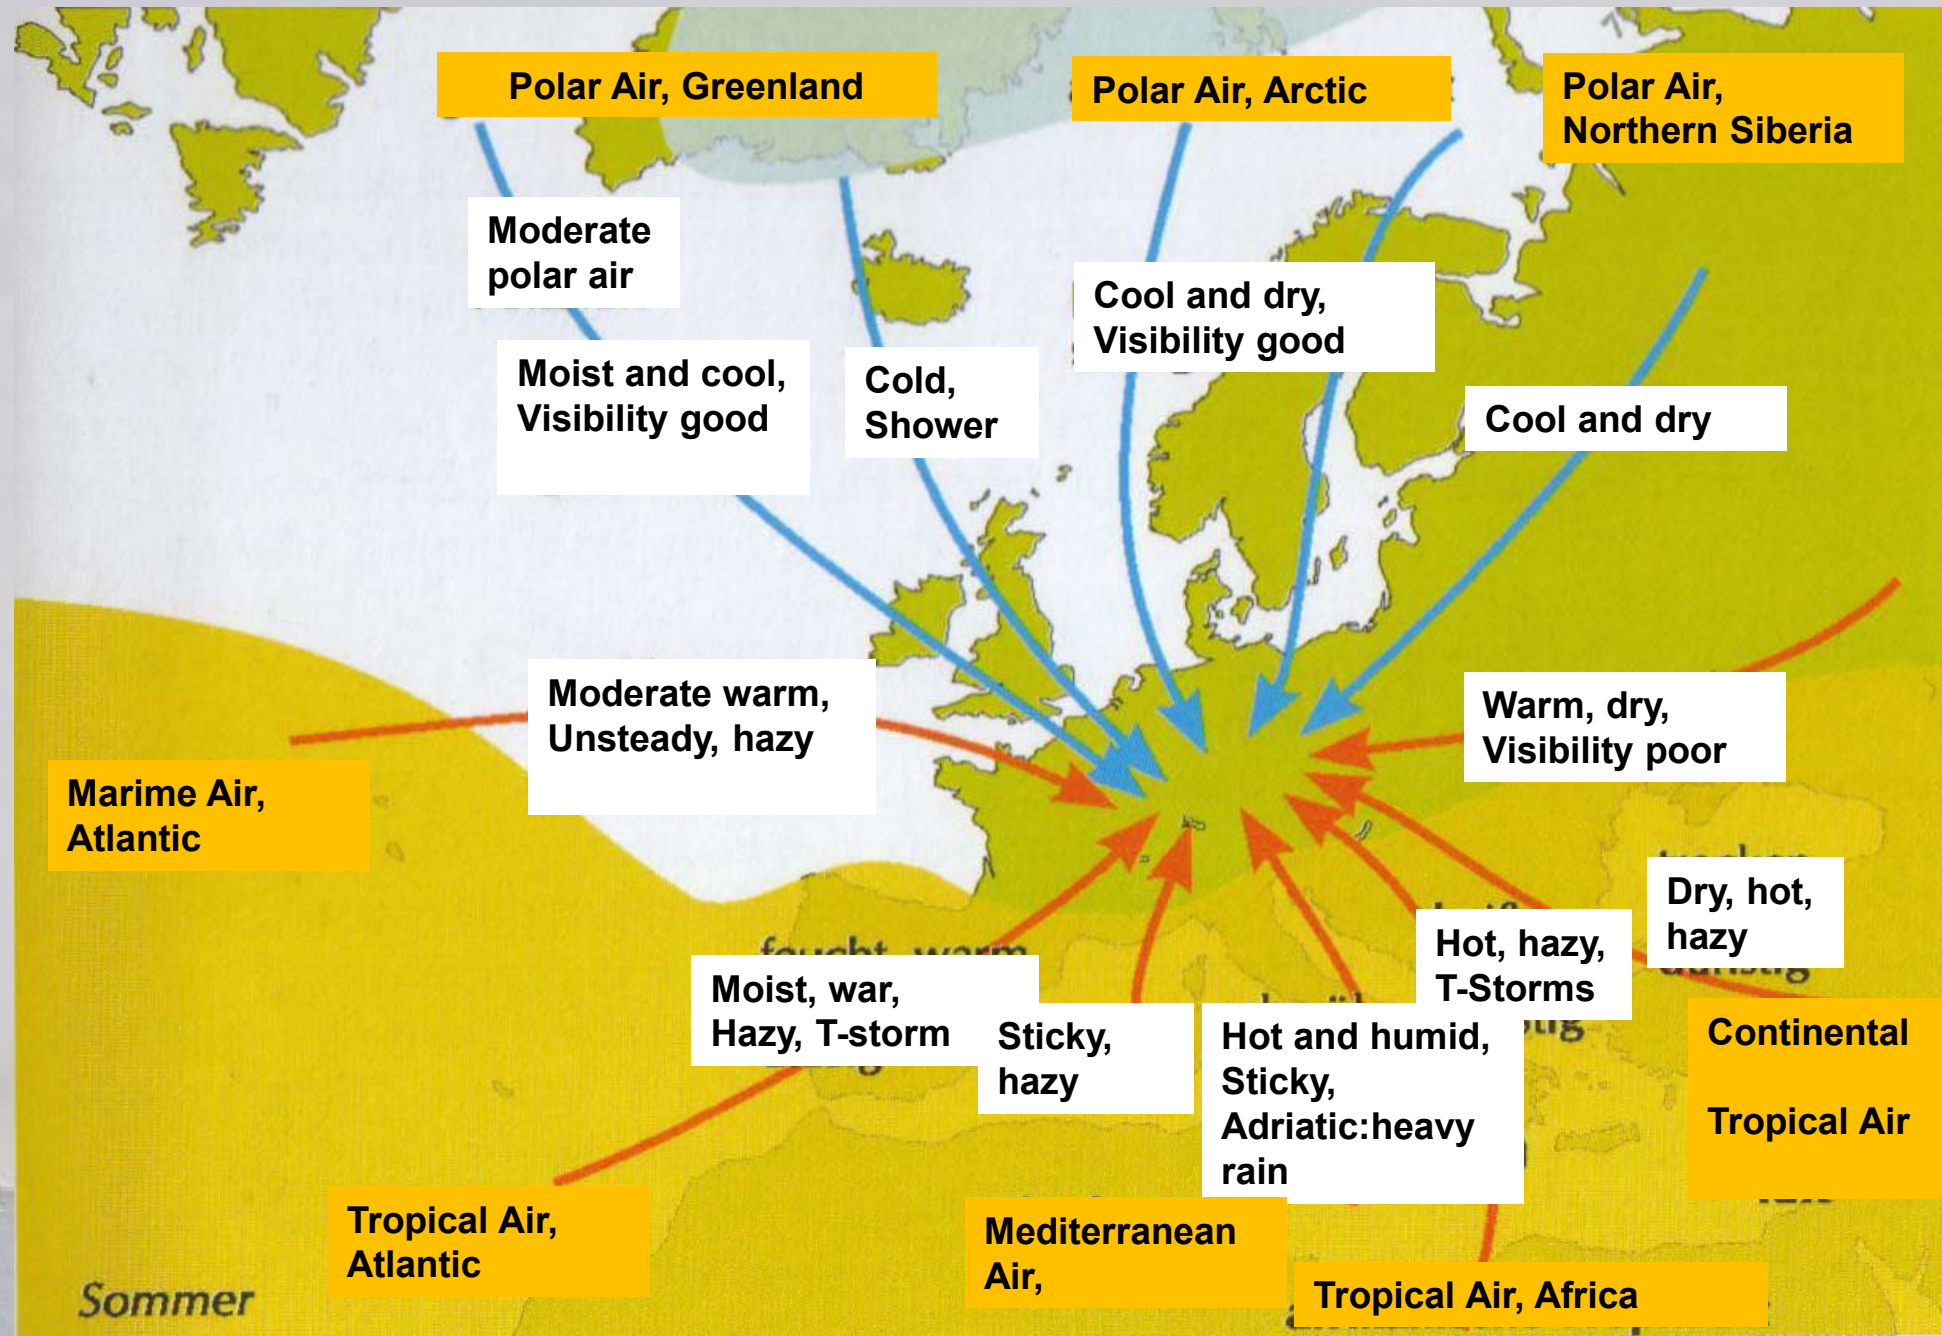 Polar Air, Greenland
Polar Air, Arctic
Polar Air,
Northern Siberia
Moderate
polar air
Cool and dry,
Visibility good
Moist and cool,
Visibility good
Cold,
Shower
Cool and dry
Moderate warm,
Unsteady, hazy
Warm, dry,
Visibility poor
Marime Air,
Atlantic
Dry, hot,
hazy
Hot, hazy,
T-Storms
feucht, warm
Moist, war,
Hazy, T-storm
Sticky,
hazy
Hot and humid,
Sticky,
Adriatic:heavy
rain
Continental
Tropical Air
Tropical Air,
Atlantic
Mediterranean
Air,
Tropical Air, Africa
Sommer